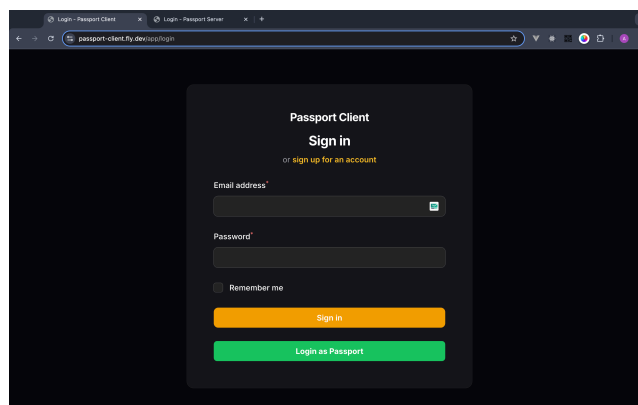 Login - Passport Client
Login - Passport Server
passport-client.fly.dev/app/login
Passport Client
Sign in
or sign up for an account
Email address*
Password*
Remember me
Sign in
Login as Passport